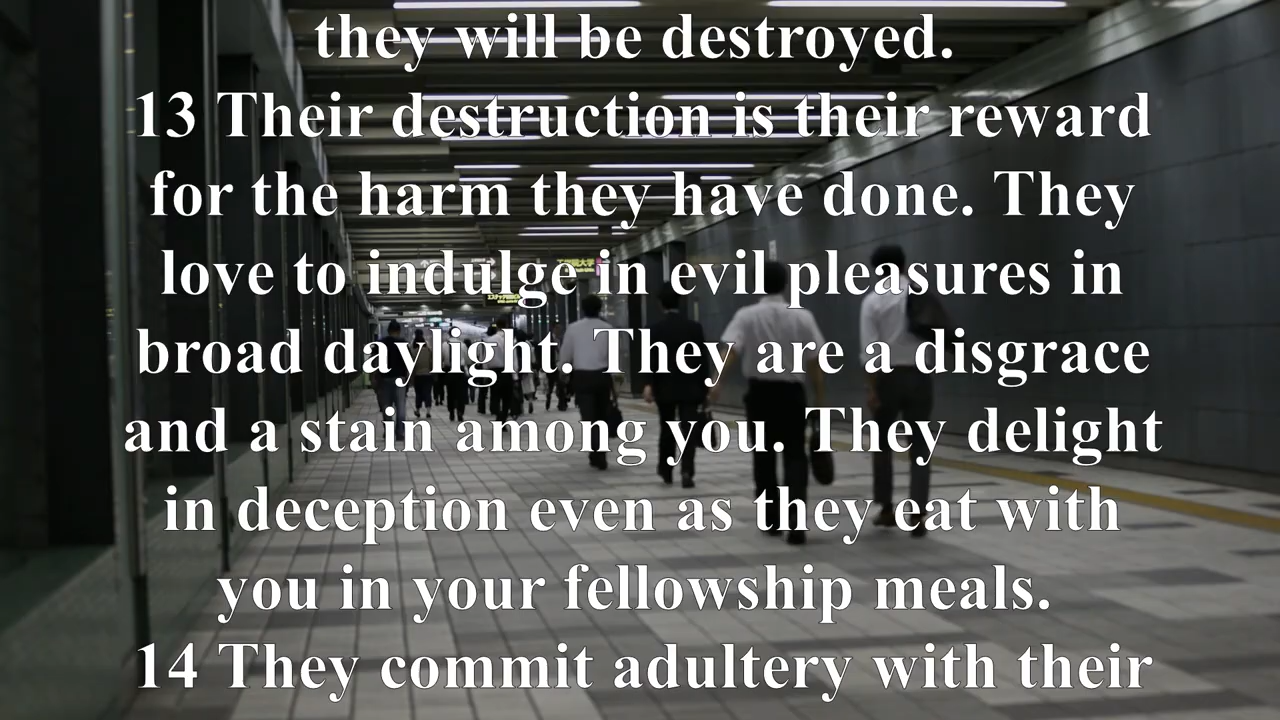 they will be destroyed.
13 Their destruction is their reward
for the harm they have done. They
love to indulge in evil pleasures in
broad daylight. They are a disgrace
and a stain among you. They delight
in deception even as they eat with
you in your fellowship meals.
14 They commit adultery with their